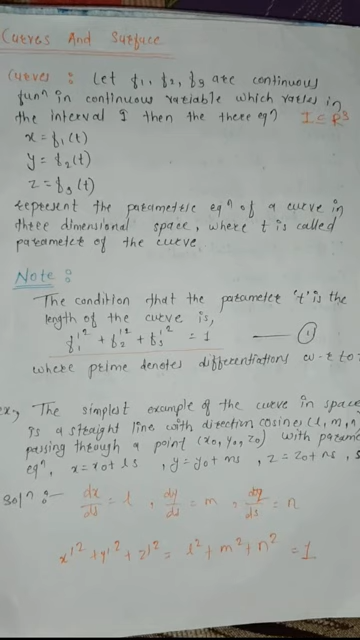 Curves And Surface
Curves : Let f₁, f₂, f₃ are continuous
funⁿ in continuous variable which varies in
the interval I then the there eqⁿ I ⊆ R³
x = f₁(t)
y = f₂(t)
z = f₃(t)
represent the parametric eqⁿ of a curve in
three dimensional space, where t is called
parameter of the curve.
Note :
The condition that the parameter 't' is the
length of the curve is,
f₁'² + f₂'² + f₃'² = 1 —— ①
where prime denotes differentiations w-r to
ex, The simplest example of the curve in space
is a straight line with direction cosines (l, m, n
passing through a point (x₀, y₀, z₀) with parame
eqⁿ, x = x₀ + ls , y = y₀ + ms , z = z₀ + ns , s
Solⁿ :- dx/ds = l , dy/ds = m , dy/ds = n
x'² + y'² + z'² = l² + m² + n² = 1